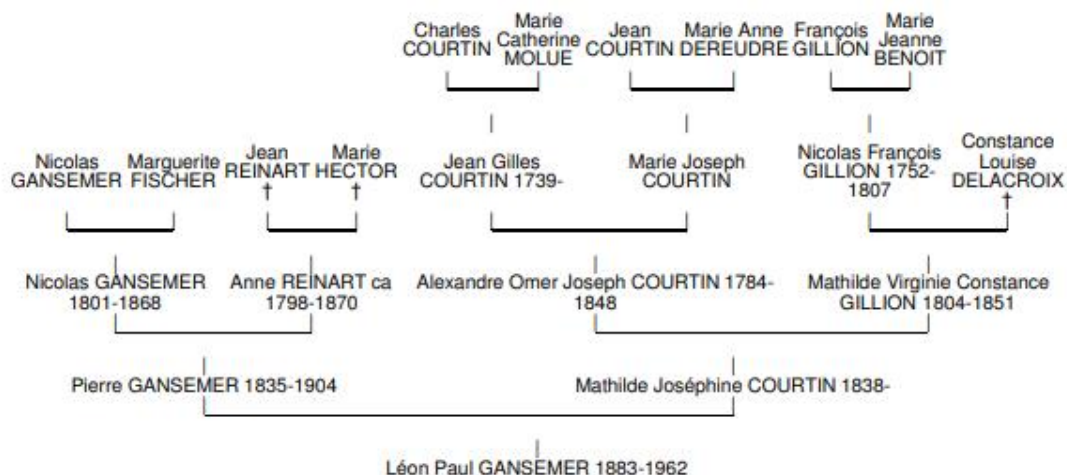 Charles COURTIN
Marie Catherine MOLUE
Jean COURTIN
Marie Anne DEREUDRE
François GILLION
Marie Jeanne BENOIT
Nicolas GANSEMER
Marguerite FISCHER
Jean REINART †
Marie HECTOR †
Jean Gilles COURTIN 1739-
Marie Joseph COURTIN
Nicolas François GILLION 1752-1807
Constance Louise DELACROIX †
Nicolas GANSEMER 1801-1868
Anne REINART ca 1798-1870
Alexandre Omer Joseph COURTIN 1784-1848
Mathilde Virginie Constance GILLION 1804-1851
Pierre GANSEMER 1835-1904
Mathilde Joséphine COURTIN 1838-
Léon Paul GANSEMER 1883-1962